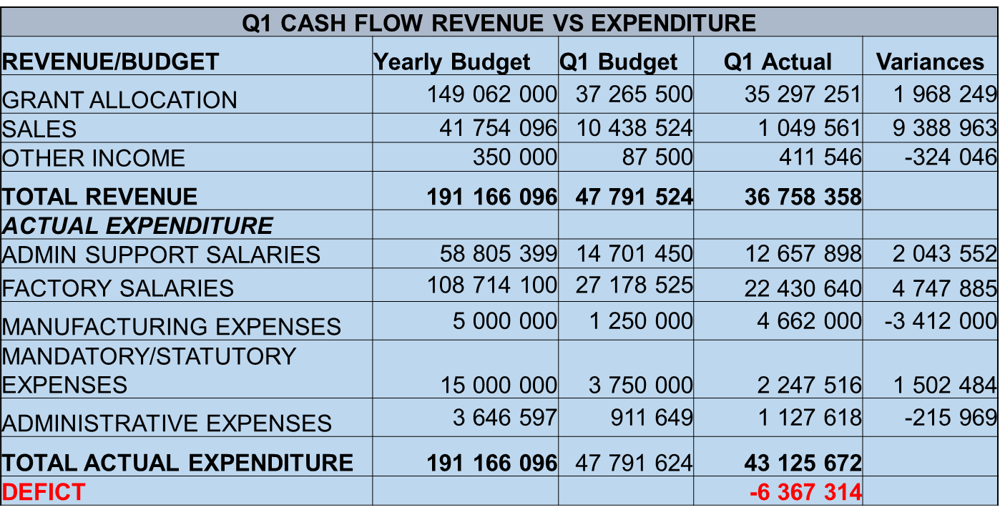 Q1 CASH FLOW REVENUE VS EXPENDITURE
REVENUE/BUDGET Yearly Budget Q1 Budget Q1 Actual Variances
GRANT ALLOCATION 149 062 000 37 265 500 35 297 251 1 968 249
SALES 41 754 096 10 438 524 1 049 561 9 388 963
OTHER INCOME 350 000 87 500 411 546 -324 046
TOTAL REVENUE 191 166 096 47 791 524 36 758 358
ACTUAL EXPENDITURE
ADMIN SUPPORT SALARIES 58 805 399 14 701 450 12 657 898 2 043 552
FACTORY SALARIES 108 714 100 27 178 525 22 430 640 4 747 885
MANUFACTURING EXPENSES 5 000 000 1 250 000 4 662 000 -3 412 000
MANDATORY/STATUTORY
EXPENSES 15 000 000 3 750 000 2 247 516 1 502 484
ADMINISTRATIVE EXPENSES 3 646 597 911 649 1 127 618 -215 969
TOTAL ACTUAL EXPENDITURE 191 166 096 47 791 624 43 125 672
DEFICT -6 367 314